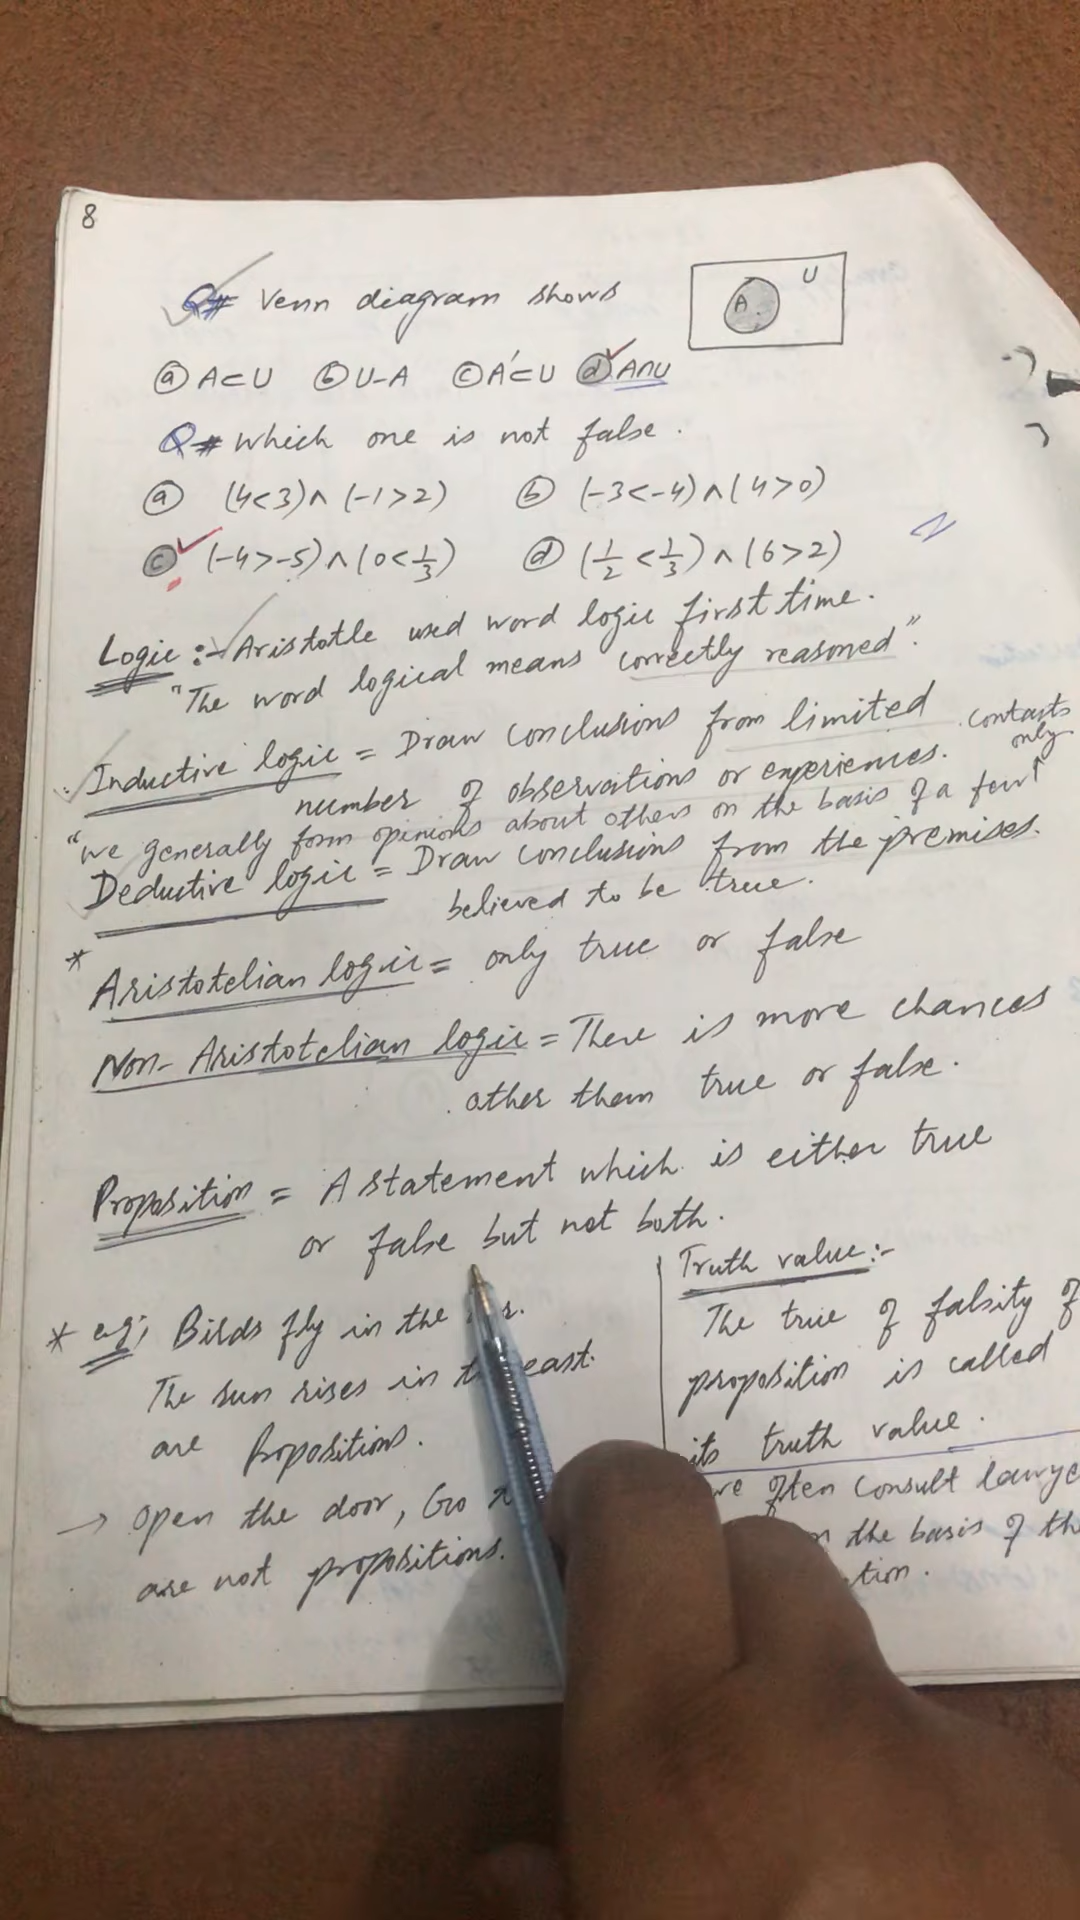 8
Q# Venn diagram shows
A U
ⓐ A⊂U ⓑ U-A ⓒ A'⊂U ⓓ A∩U
Q# which one is not false.
ⓐ (4<3)∧(-1>2) ⓑ (-3<-4)∧(4>0)
ⓒ (-4>-5)∧(0<1/3) ⓓ (1/2<1/3)∧(6>2)
Logic :- Aristotle used word logic first time.
"The word logical means correctly reasoned".
Inductive logic = Draw conclusions from limited
number of observations or experiences.
"we generally form opinions about others on the basis of a few contacts only
Deductive logic = Draw conclusions from the premises.
believed to be true.
* Aristotelian logic = only true or false
Non-Aristotelian logic = There is more chances
other them true or false.
Proposition = A statement which is either true
or false but not both.
* e.g; Birds fly in the
The sun rises in east.
are Propositions.
→ open the door, Go
are not propositions.
Truth value:-
The true of falsity of
proposition is called
its truth value.
we often consult
the basis of